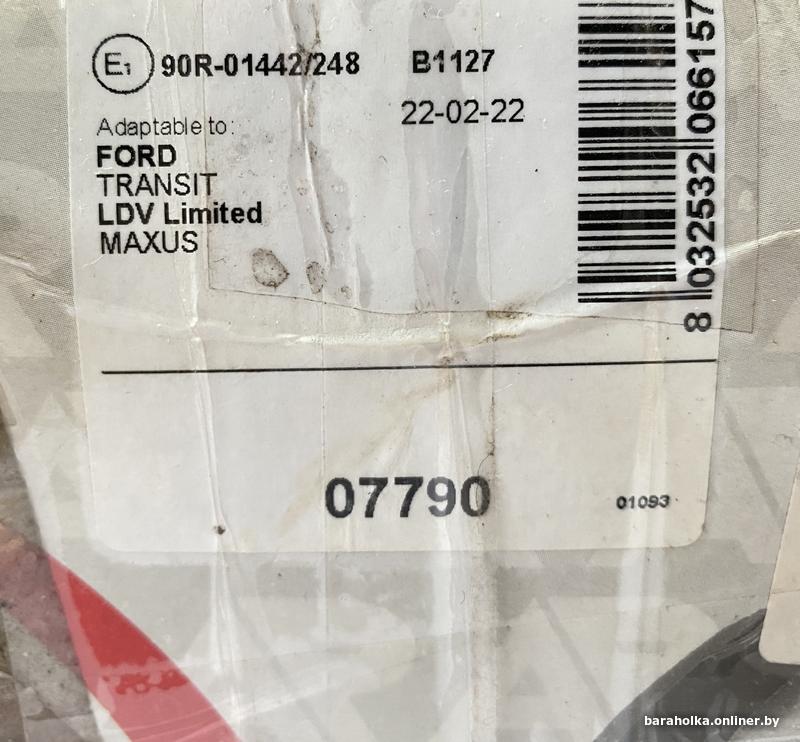 E1 90R-01442/248 B1127
22-02-22
Adaptable to:
FORD
TRANSIT
LDV Limited
MAXUS
8 032532 066157
07790
01093
baraholka.onliner.by